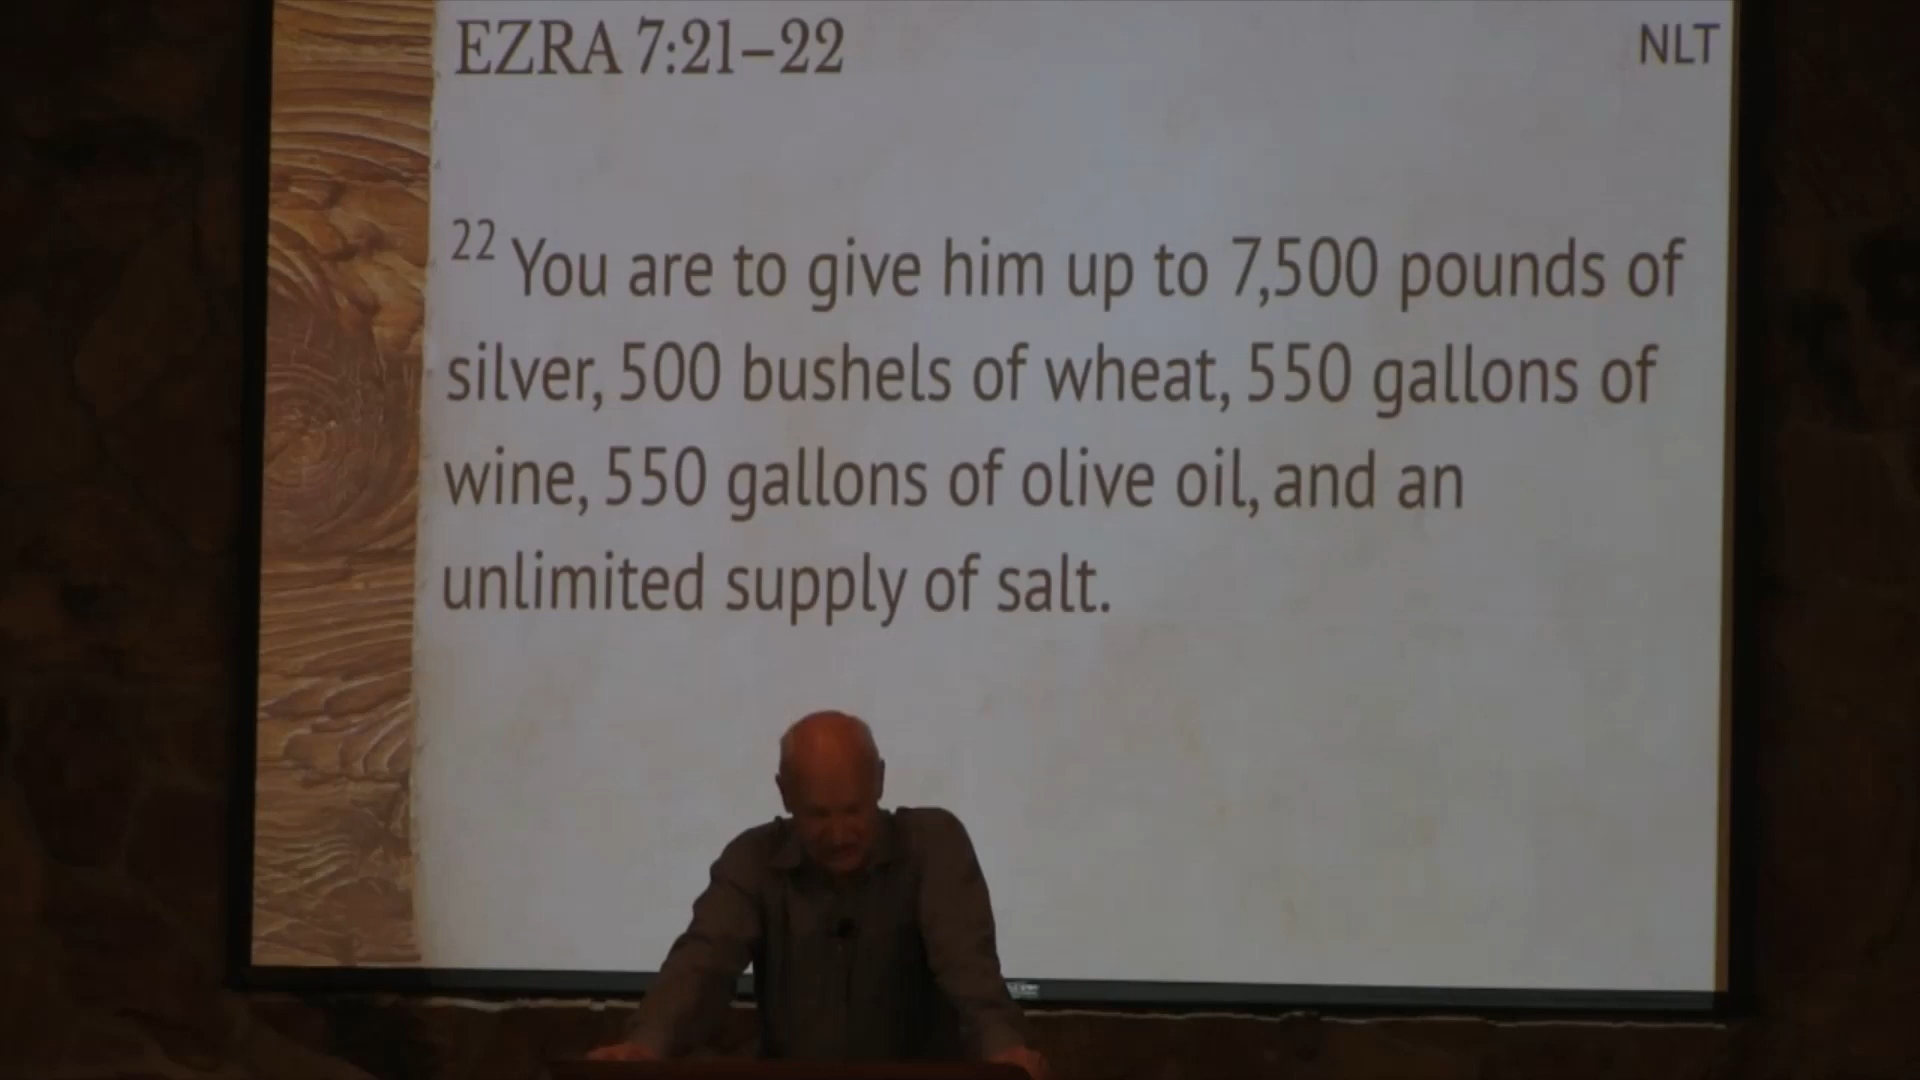 EZRA 7:21–22
NLT
22 You are to give him up to 7,500 pounds of
silver, 500 bushels of wheat, 550 gallons of
wine, 550 gallons of olive oil, and an
unlimited supply of salt.